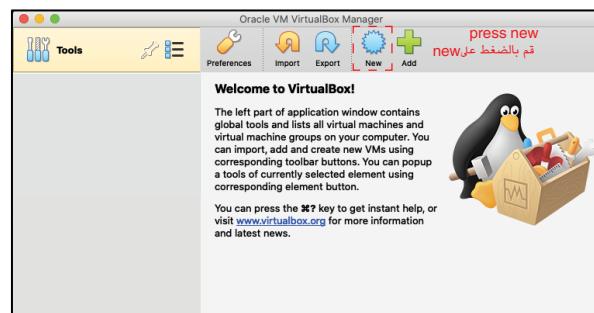 Oracle VM VirtualBox Manager
Tools
Preferences
Import
Export
New
Add
press new
قم بالضغط على new
Welcome to VirtualBox!
The left part of application window contains
global tools and lists all virtual machines and
virtual machine groups on your computer. You
can import, add and create new VMs using
corresponding toolbar buttons. You can popup
a tools of currently selected element using
corresponding element button.
You can press the ⌘? key to get instant help, or
visit www.virtualbox.org for more information
and latest news.